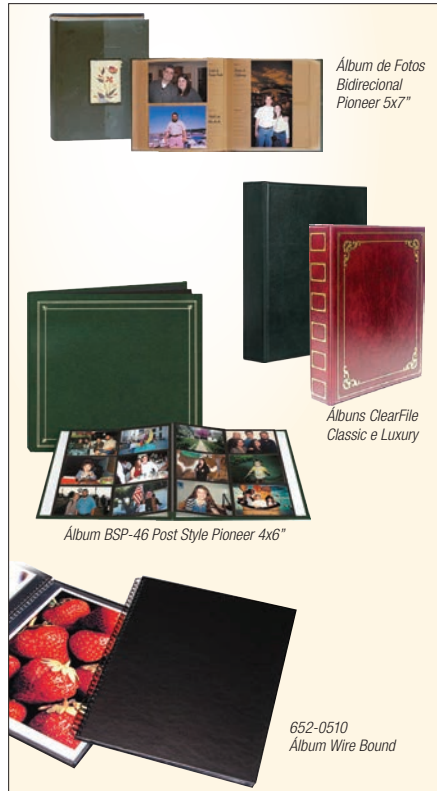 Álbum de Fotos
Bidirecional
Pioneer 5x7”
Álbuns ClearFile
Classic e Luxury
Álbum BSP-46 Post Style Pioneer 4x6”
652-0510
Álbum Wire Bound